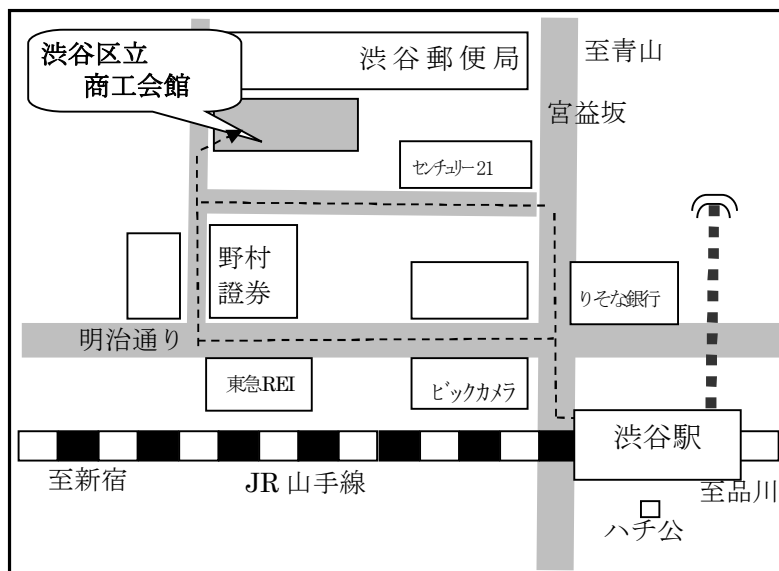 渋谷区立
商工会館
渋谷郵便局
至青山
宮益坂
センチュリー21
野村
證券
りそな銀行
明治通り
東急REI
ビックカメラ
渋谷駅
至新宿
JR山手線
至品川
ハチ公